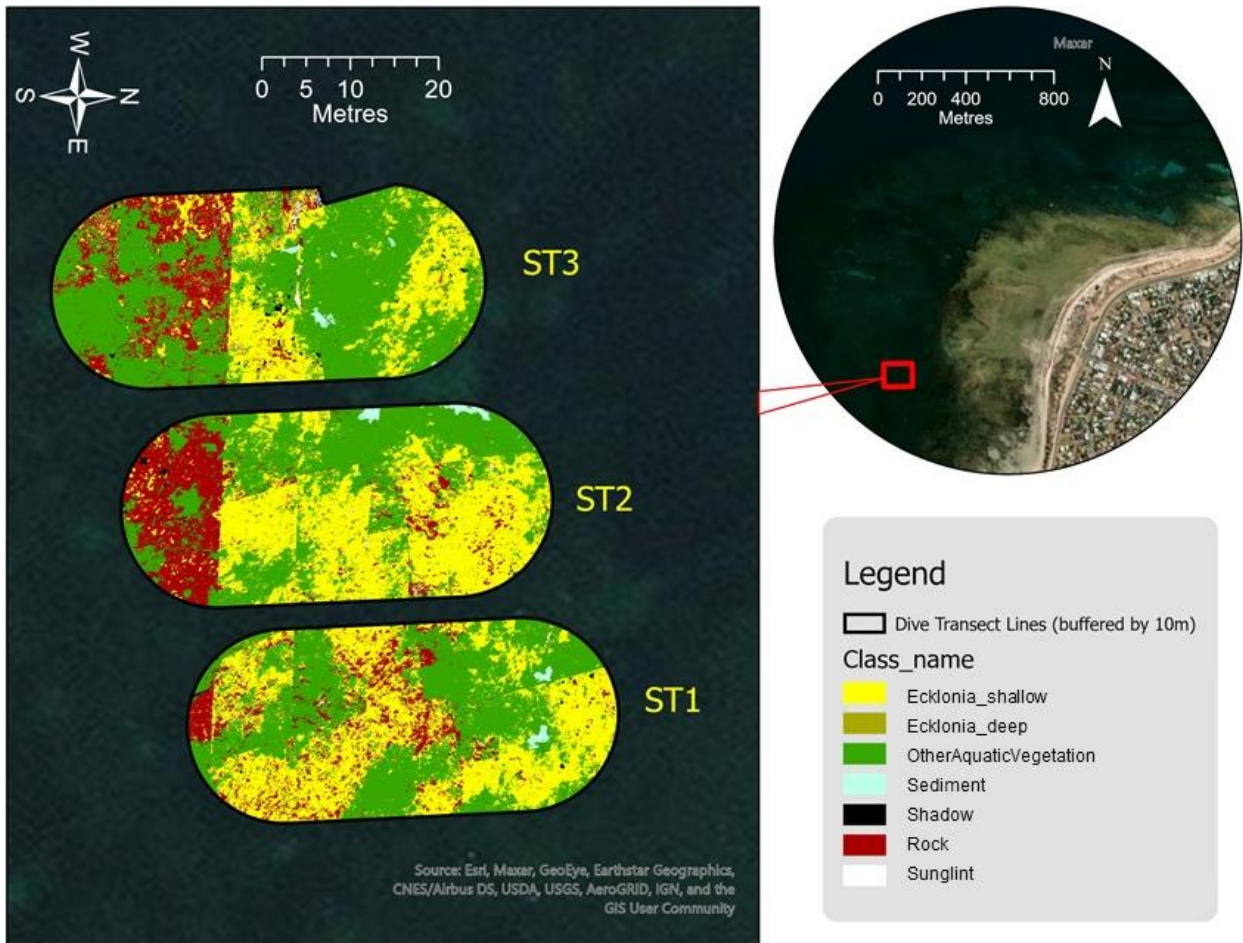 W
S
N
E
0 5 10 20
Metres
ST3
ST2
ST1
Source: Esri, Maxar, GeoEye, Earthstar Geographics,
CNES/Airbus DS, USDA, USGS, AeroGRID, IGN, and the
GIS User Community
Maxar
N
0 200 400 800
Metres
Legend
Dive Transect Lines (buffered by 10m)
Class_name
Ecklonia_shallow
Ecklonia_deep
OtherAquaticVegetation
Sediment
Shadow
Rock
Sunglint